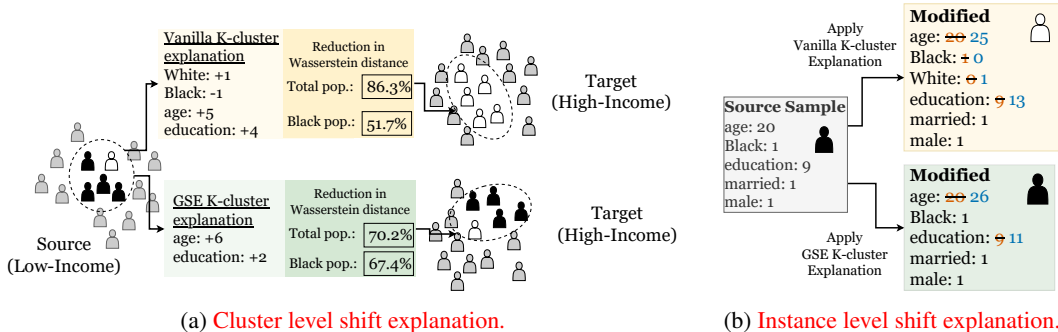 Vanilla K-cluster
explanation
White: +1
Black: -1
age: +5
education: +4
Reduction in
Wasserstein distance
Total pop.: 86.3%
Black pop.: 51.7%
Target
(High-Income)
Source
(Low-Income)
GSE K-cluster
explanation
age: +6
education: +2
Reduction in
Wasserstein distance
Total pop.: 70.2%
Black pop.: 67.4%
Target
(High-Income)
(a) Cluster level shift explanation.
Source Sample
age: 20
Black: 1
education: 9
married: 1
male: 1
Apply
Vanilla K-cluster
Explanation
Modified
age: 20 25
Black: 1 0
White: 0 1
education: 9 13
married: 1
male: 1
Apply
GSE K-cluster
Explanation
Modified
age: 20 26
Black: 1
education: 9 11
married: 1
male: 1
(b) Instance level shift explanation.